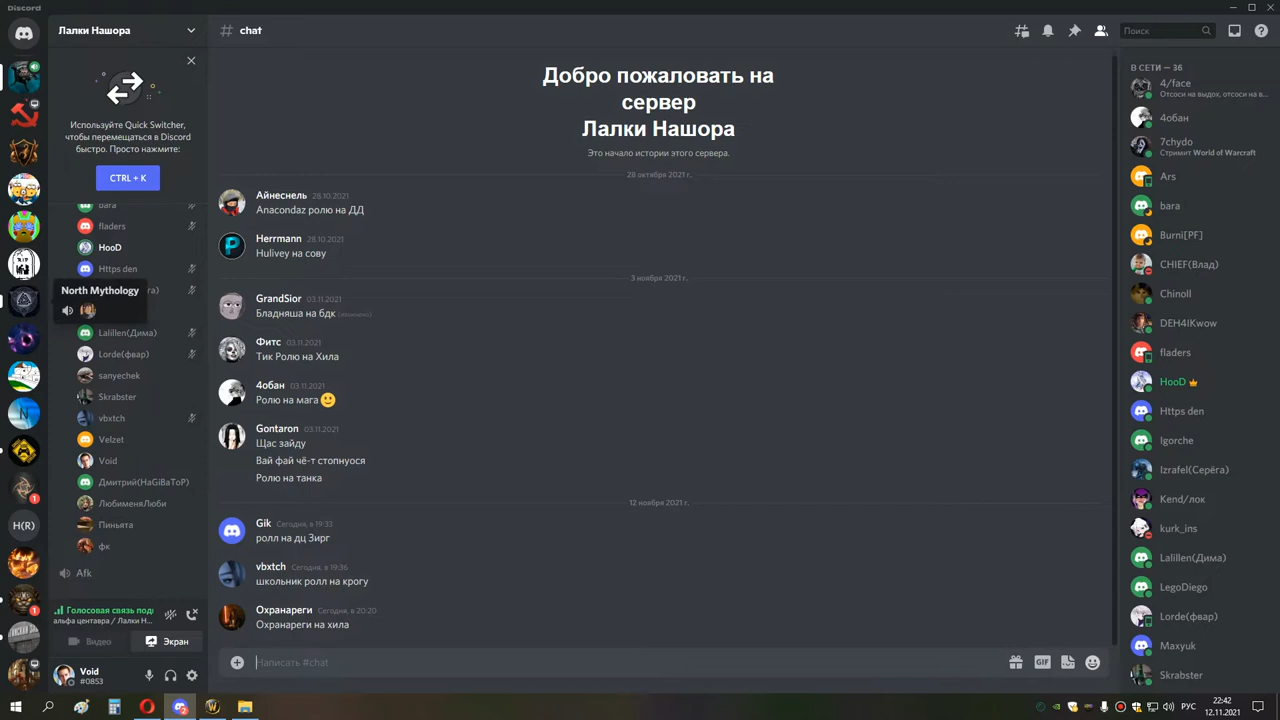 Discord
Лалки Нашора
Используйте Quick Switcher,
чтобы перемещаться в Discord
быстро. Просто нажмите:
CTRL + K
bara
fladers
HooD
Https den
North Mythology
Lalillen(Дима)
Lorde(фвар)
sanyechek
Skrabster
vbxtch
Velzet
Void
Дмитрий(HaGiBaToP)
ЛюбименяЛюби
Пиньята
фк
Afk
Голосовая связь подк
альфа центавра / Лалки Н...
Видео
Экран
Void
#0853
H(R)
1
1
# chat
Поиск
Добро пожаловать на
сервер
Лалки Нашора
Это начало истории этого сервера.
28 октября 2021 г.
Айнеснель 28.10.2021
Anacondaz ролю на ДД
Herrmann 28.10.2021
Hulivey на сову
3 ноября 2021 г.
GrandSior 03.11.2021
Бладняша на бдк (изменено)
Фитс 03.11.2021
Тик Ролю на Хила
4обан 03.11.2021
Ролю на мага
Gontaron 03.11.2021
Щас зайду
Вай фай чё-т стопнуося
Ролю на танка
12 ноября 2021 г.
Gik Сегодня, в 19:33
ролл на дц Зирг
vbxtch Сегодня, в 19:36
школьник ролл на крогу
Охранареги Сегодня, в 20:20
Охранареги на хила
Написать #chat
GIF
В СЕТИ — 36
4/face
Отсоси на выдох, отсоси на в...
4обан
7chydo
Стримит World of Warcraft
Ars
bara
Burni[PF]
CHIEF(Влад)
Chinoll
DEH4IKwow
fladers
HooD
Https den
Igorche
Izrafel(Серёга)
Kend/лок
kurk_ins
Lalillen(Дима)
LegoDiego
Lorde(фвар)
Maxyuk
Skrabster
РУС
22:42
12.11.2021